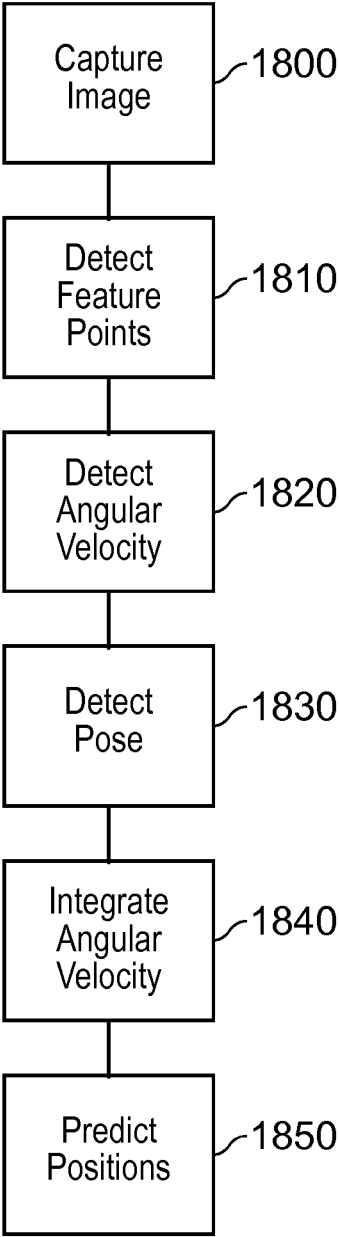 Capture
Image
1800
Detect
Feature
Points
1810
Detect
Angular
Velocity
1820
Detect
Pose
1830
Integrate
Angular
Velocity
1840
Predict
Positions
1850